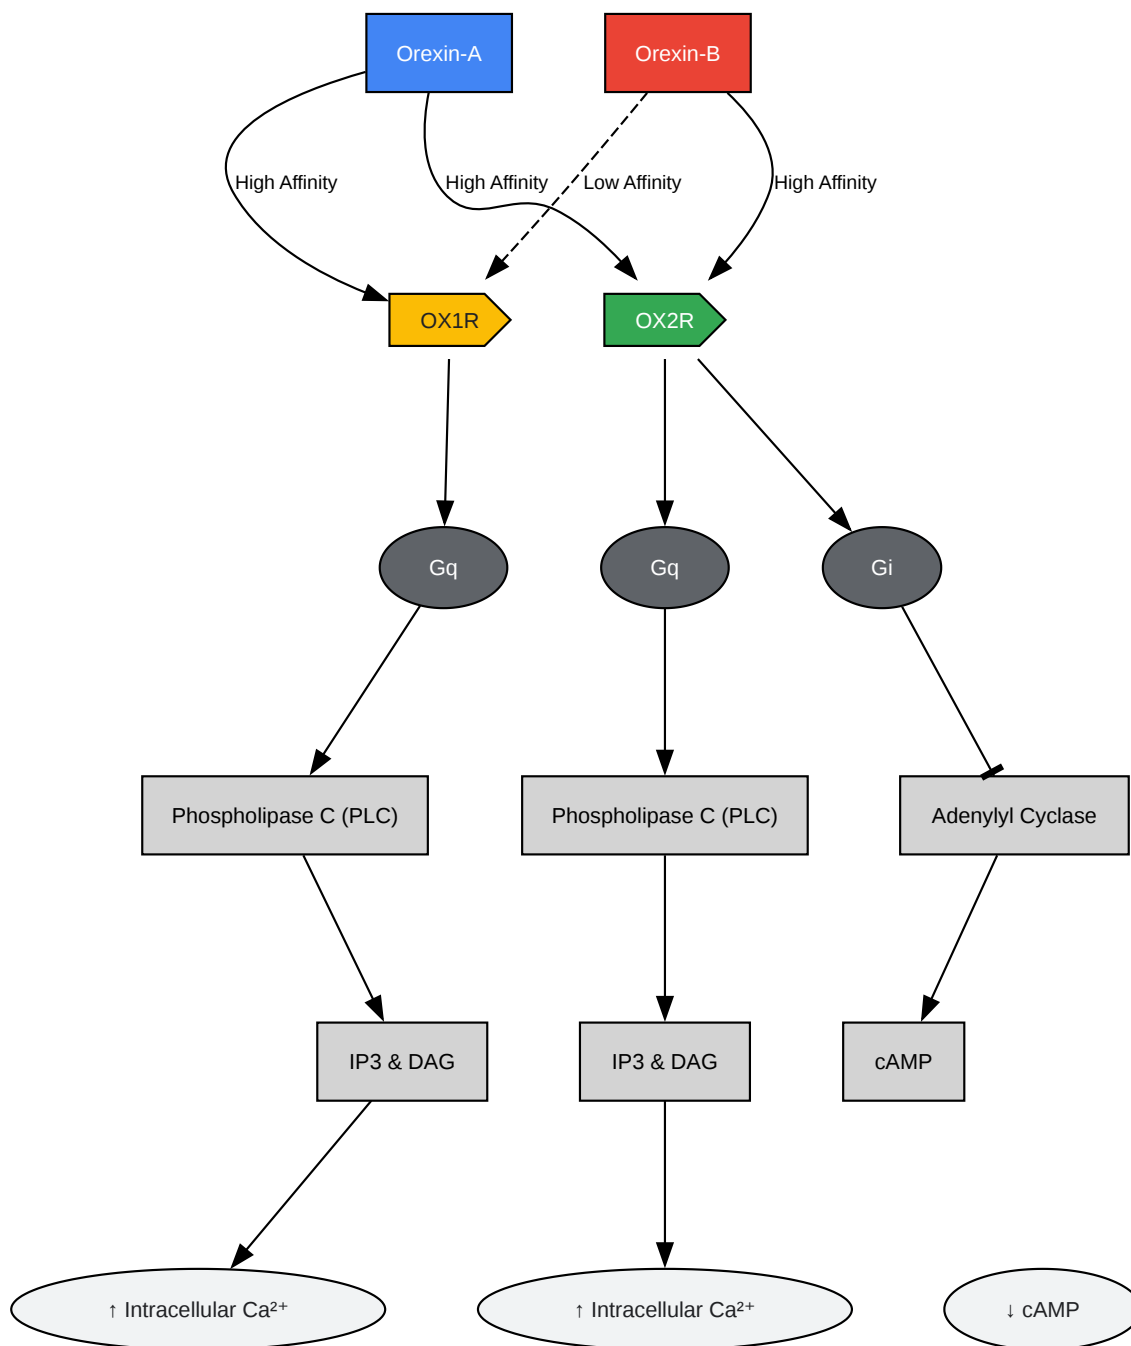 Orexin-A
Orexin-B
High Affinity
High Affinity
Low Affinity
High Affinity
OX1R
OX2R
Gq
Gq
Gi
Phospholipase C (PLC)
Phospholipase C (PLC)
Adenylyl Cyclase
IP3 & DAG
IP3 & DAG
cAMP
↑ Intracellular Ca²⁺
↑ Intracellular Ca²⁺
↓ cAMP